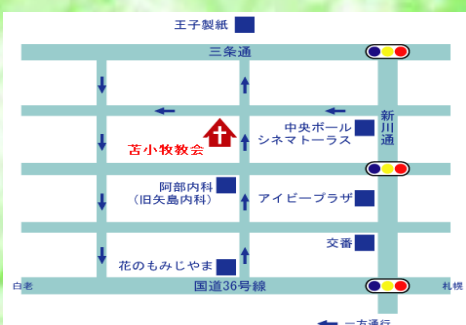 王子製紙
三条通
新川通
中央ボール
シネマトーラス
苫小牧教会
阿部内科
(旧矢島内科)
アイビープラザ
交番
花のもみじやま
白老
国道36号線
札幌
一方通行